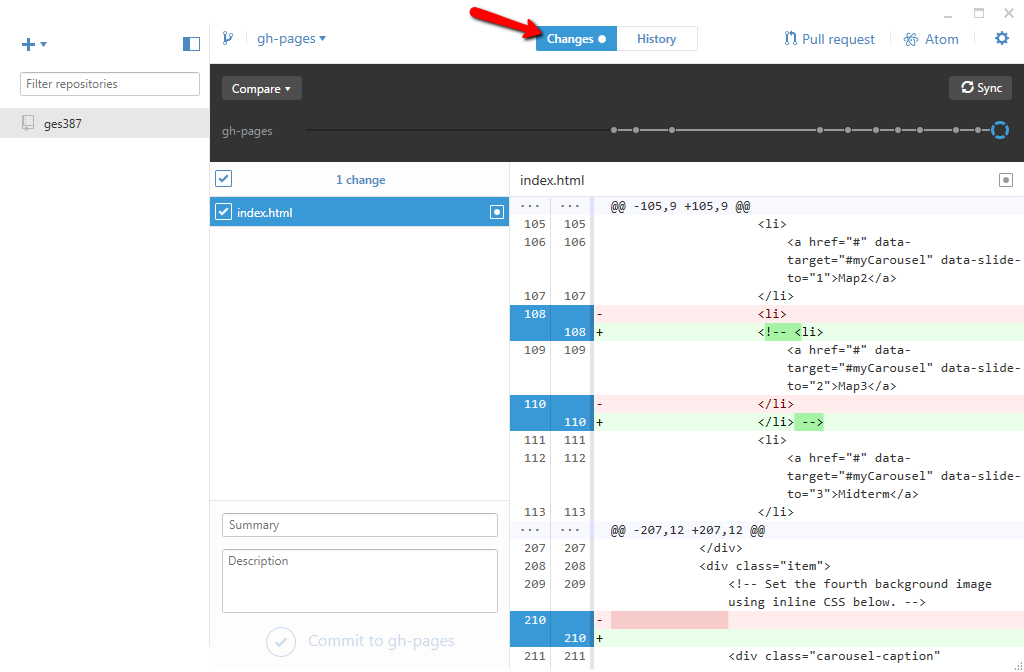 gh-pages
Changes
History
Pull request
Atom
Filter repositories
ges387
Compare
Sync
gh-pages
1 change
index.html
Summary
Description
Commit to gh-pages
index.html
... ... @@ -105,9 +105,9 @@
105 105 <li>
106 106 <a href="#" data-
target="#myCarousel" data-slide-
to="1">Map2</a>
107 107 </li>
108 - <li>
108 + <!-- <li>
109 109 <a href="#" data-
target="#myCarousel" data-slide-
to="2">Map3</a>
110 - </li>
110 + </li> -->
111 111 <li>
112 112 <a href="#" data-
target="#myCarousel" data-slide-
to="3">Midterm</a>
113 113 </li>
... ... @@ -207,12 +207,12 @@
207 207 </div>
208 208 <div class="item">
209 209 <!-- Set the fourth background image
using inline CSS below. -->
210 -
210 +
211 211 <div class="carousel-caption"